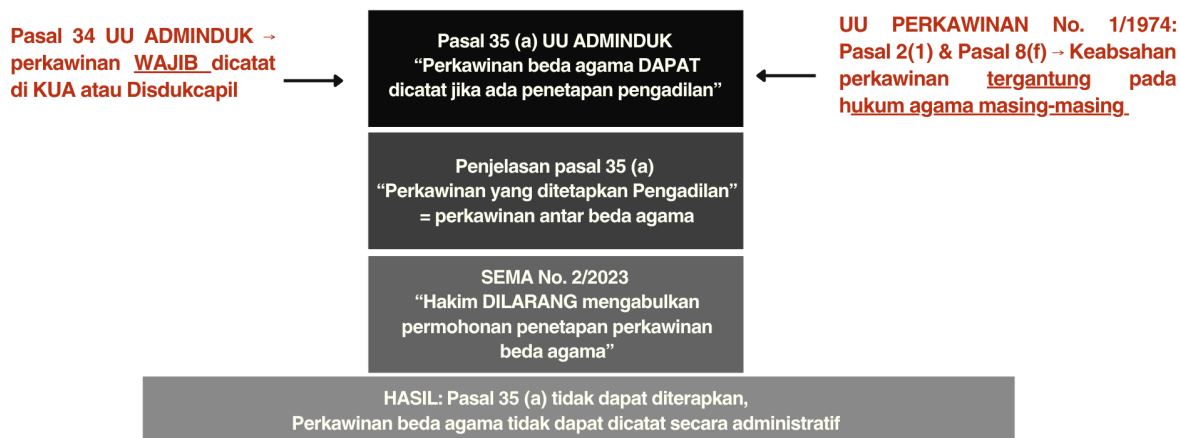 Pasal 34 UU ADMINDUK →
perkawinan WAJIB dicatat
di KUA atau Disdukcapil
Pasal 35 (a) UU ADMINDUK
“Perkawinan beda agama DAPAT
dicatat jika ada penetapan pengadilan”
UU PERKAWINAN No. 1/1974:
Pasal 2(1) & Pasal 8(f) → Keabsahan
perkawinan tergantung pada
hukum agama masing-masing
Penjelasan pasal 35 (a)
“Perkawinan yang ditetapkan Pengadilan”
= perkawinan antar beda agama
SEMA No. 2/2023
“Hakim DILARANG mengabulkan
permohonan penetapan perkawinan
beda agama”
HASIL: Pasal 35 (a) tidak dapat diterapkan,
Perkawinan beda agama tidak dapat dicatat secara administratif